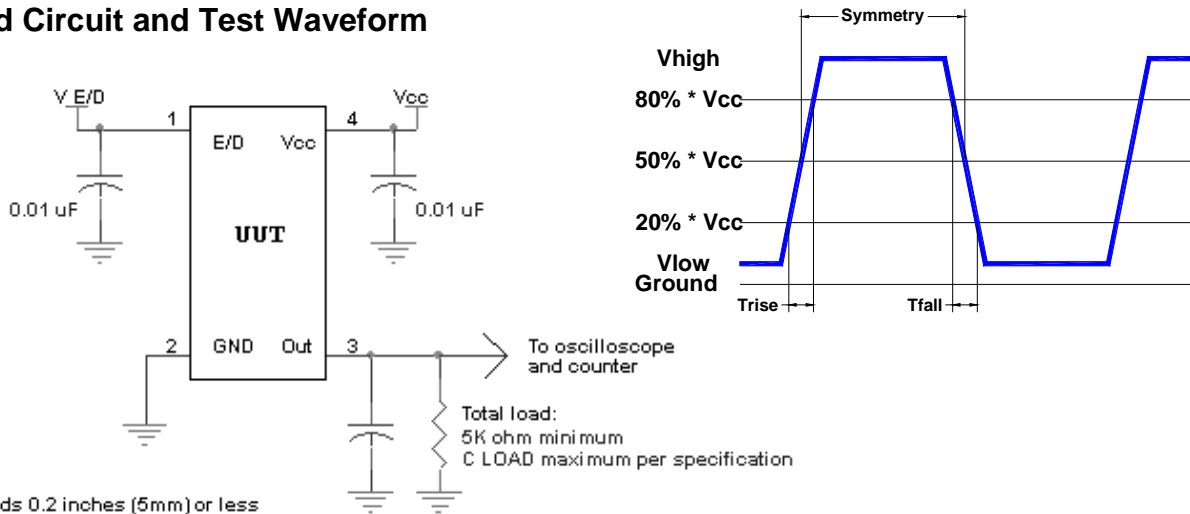 d Circuit and Test Waveform
V E/D
Vcc
1
4
E/D
Vcc
0.01 uF
0.01 uF
UUT
2
GND
Out
3
To oscilloscope
and counter
Total load:
5K ohm minimum
C LOAD maximum per specification
ds 0.2 inches (5mm) or less
Symmetry
Vhigh
80% * Vcc
50% * Vcc
20% * Vcc
Vlow
Ground
Trise
Tfall